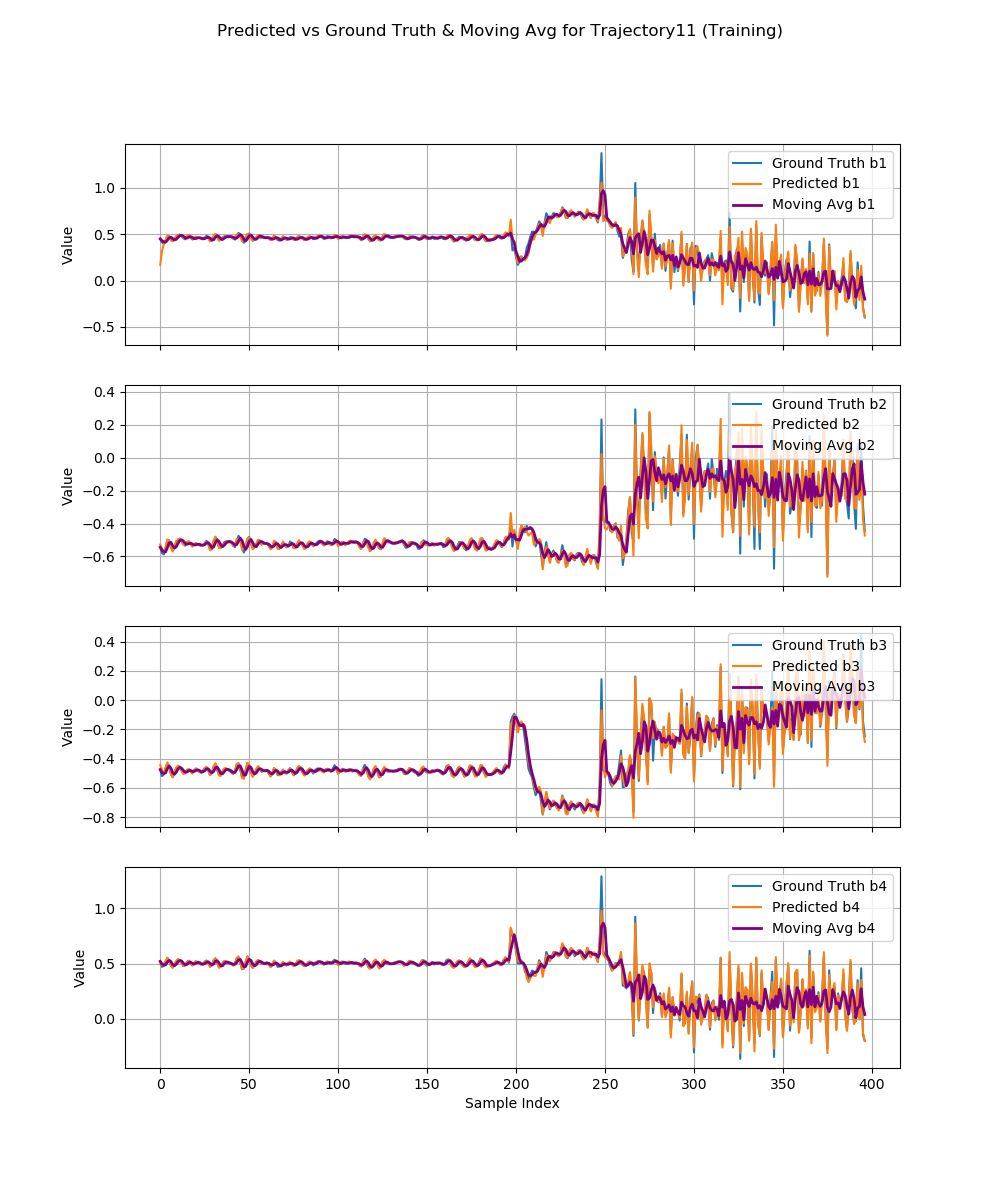 Predicted vs Ground Truth & Moving Avg for Trajectory11 (Training)
1.0
0.5
0.0
−0.5
Value
Ground Truth b1
Predicted b1
Moving Avg b1
0.4
0.2
0.0
−0.2
−0.4
−0.6
Value
Ground Truth b2
Predicted b2
Moving Avg b2
0.4
0.2
0.0
−0.2
−0.4
−0.6
−0.8
Value
Ground Truth b3
Predicted b3
Moving Avg b3
1.0
0.5
0.0
Value
Ground Truth b4
Predicted b4
Moving Avg b4
0 50 100 150 200 250 300 350 400
Sample Index